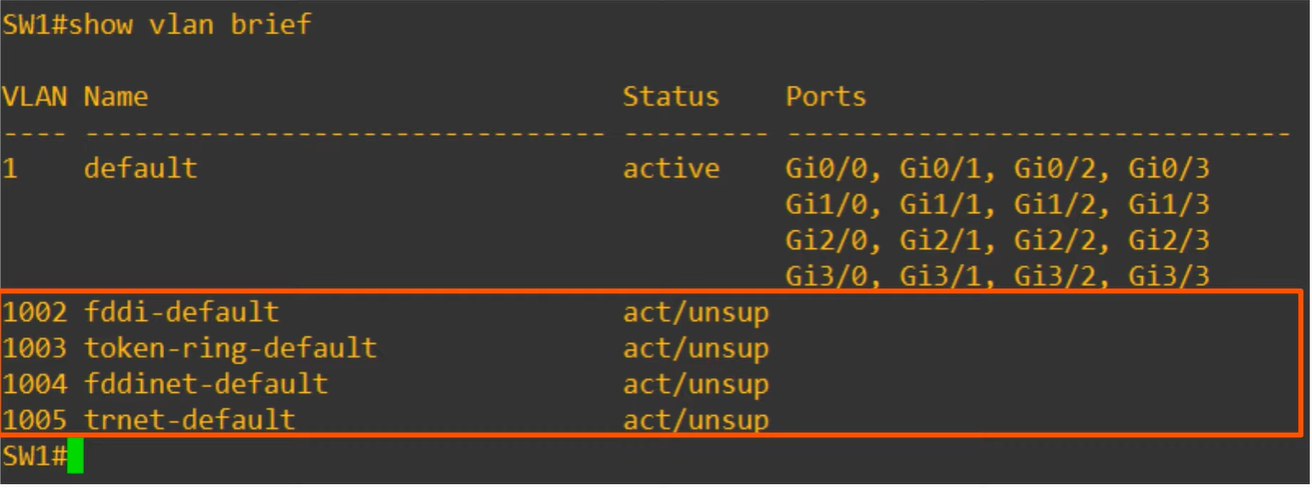 SW1#show vlan brief
VLAN Name                             Status    Ports
---- -------------------------------- --------- -------------------------------
1    default                          active    Gi0/0, Gi0/1, Gi0/2, Gi0/3
                                                Gi1/0, Gi1/1, Gi1/2, Gi1/3
                                                Gi2/0, Gi2/1, Gi2/2, Gi2/3
                                                Gi3/0, Gi3/1, Gi3/2, Gi3/3
1002 fddi-default                     act/unsup
1003 token-ring-default               act/unsup
1004 fddinet-default                  act/unsup
1005 trnet-default                    act/unsup
SW1#